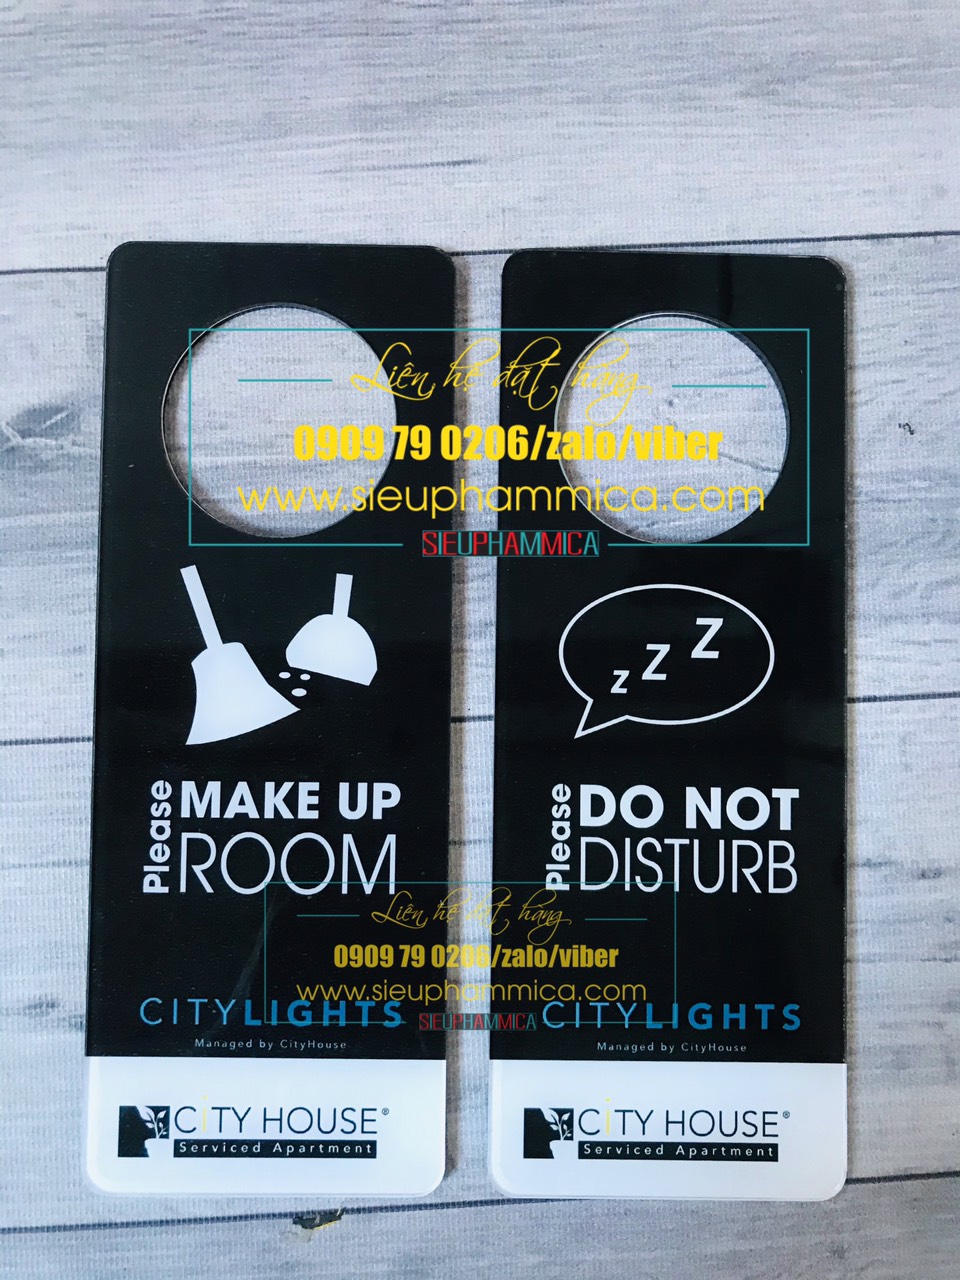 Liên hệ đặt hàng
0909 79 0206/zalo/viber
www.sieuphammica.com
SIEUPHAMMICA
z Z Z
Please
MAKE UP
ROOM
Please
DO NOT
DISTURB
Liên hệ đặt hàng
0909 79 0206/zalo/viber
www.sieuphammica.com
SIEUPHAMMICA
CITYLIGHTS
Managed by CityHouse
CiTY HOUSE®
Serviced Apartment
CITYLIGHTS
Managed by CityHouse
CiTY HOUSE®
Serviced Apartment